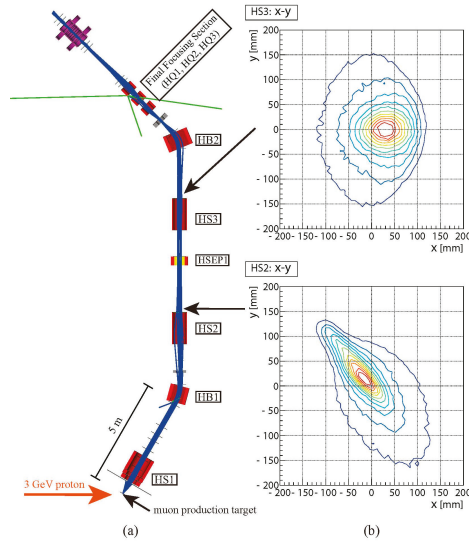 Final Focusing Section
(HQ1, HQ2, HQ3)
HB2
HS3
HSEP1
HS2
HB1
5 m
HS1
3 GeV proton
muon production target
(a)
HS3: x-y
y [mm]
200
150
100
50
0
- 50
- 100
- 150
- 200
- 200 - 150 - 100 - 50 0 50 100 150 200
x [mm]
HS2: x-y
y [mm]
200
150
100
50
0
- 50
- 100
- 150
- 200
- 200 - 150 - 100 - 50 0 50 100 150 200
x [mm]
(b)